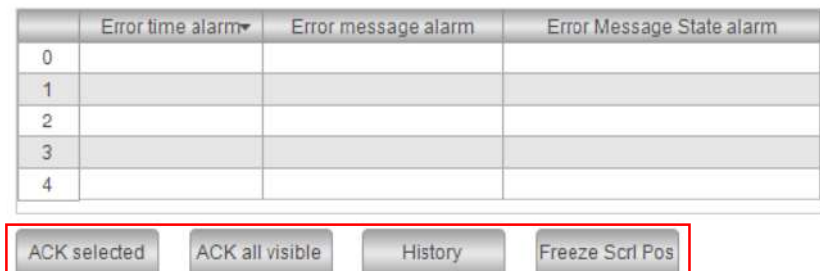 Error time alarm Error message alarm Error Message State alarm
0
1
2
3
4
ACK selected ACK all visible History Freeze Scrl Pos